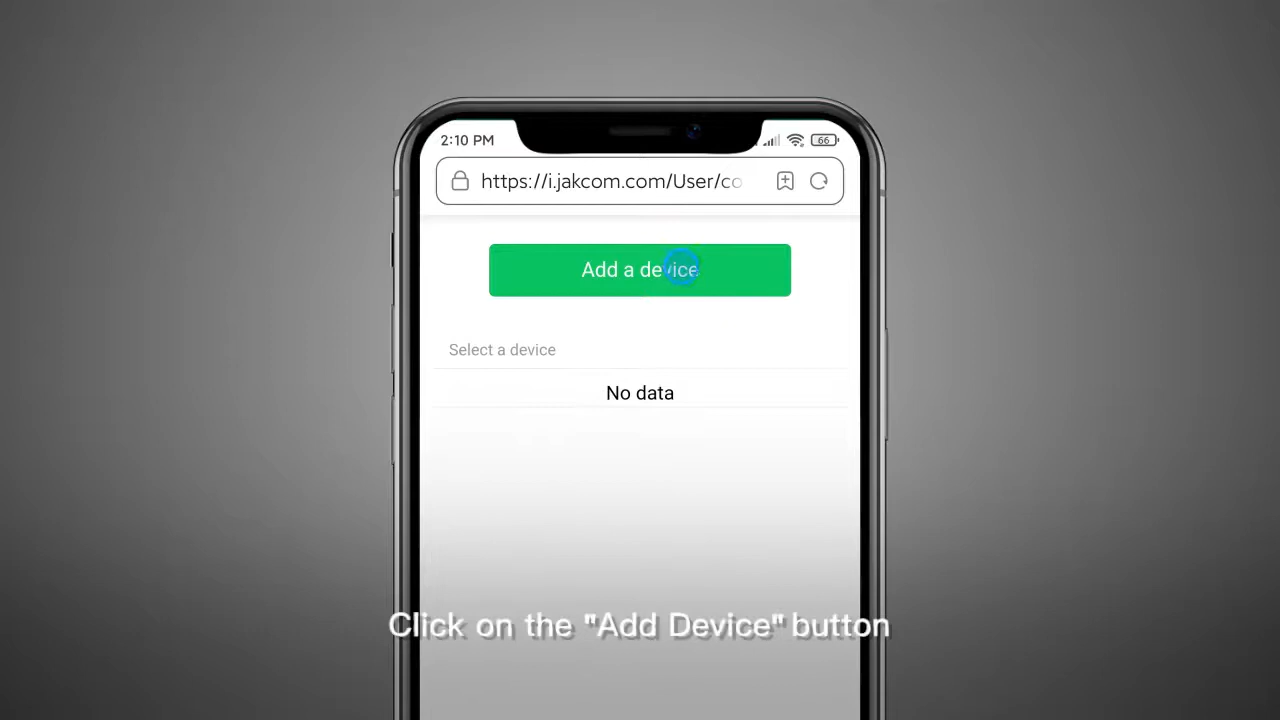 2:10 PM
66
https://i.jakcom.com/User/co
Add a device
Select a device
No data
Click on the "Add Device" button